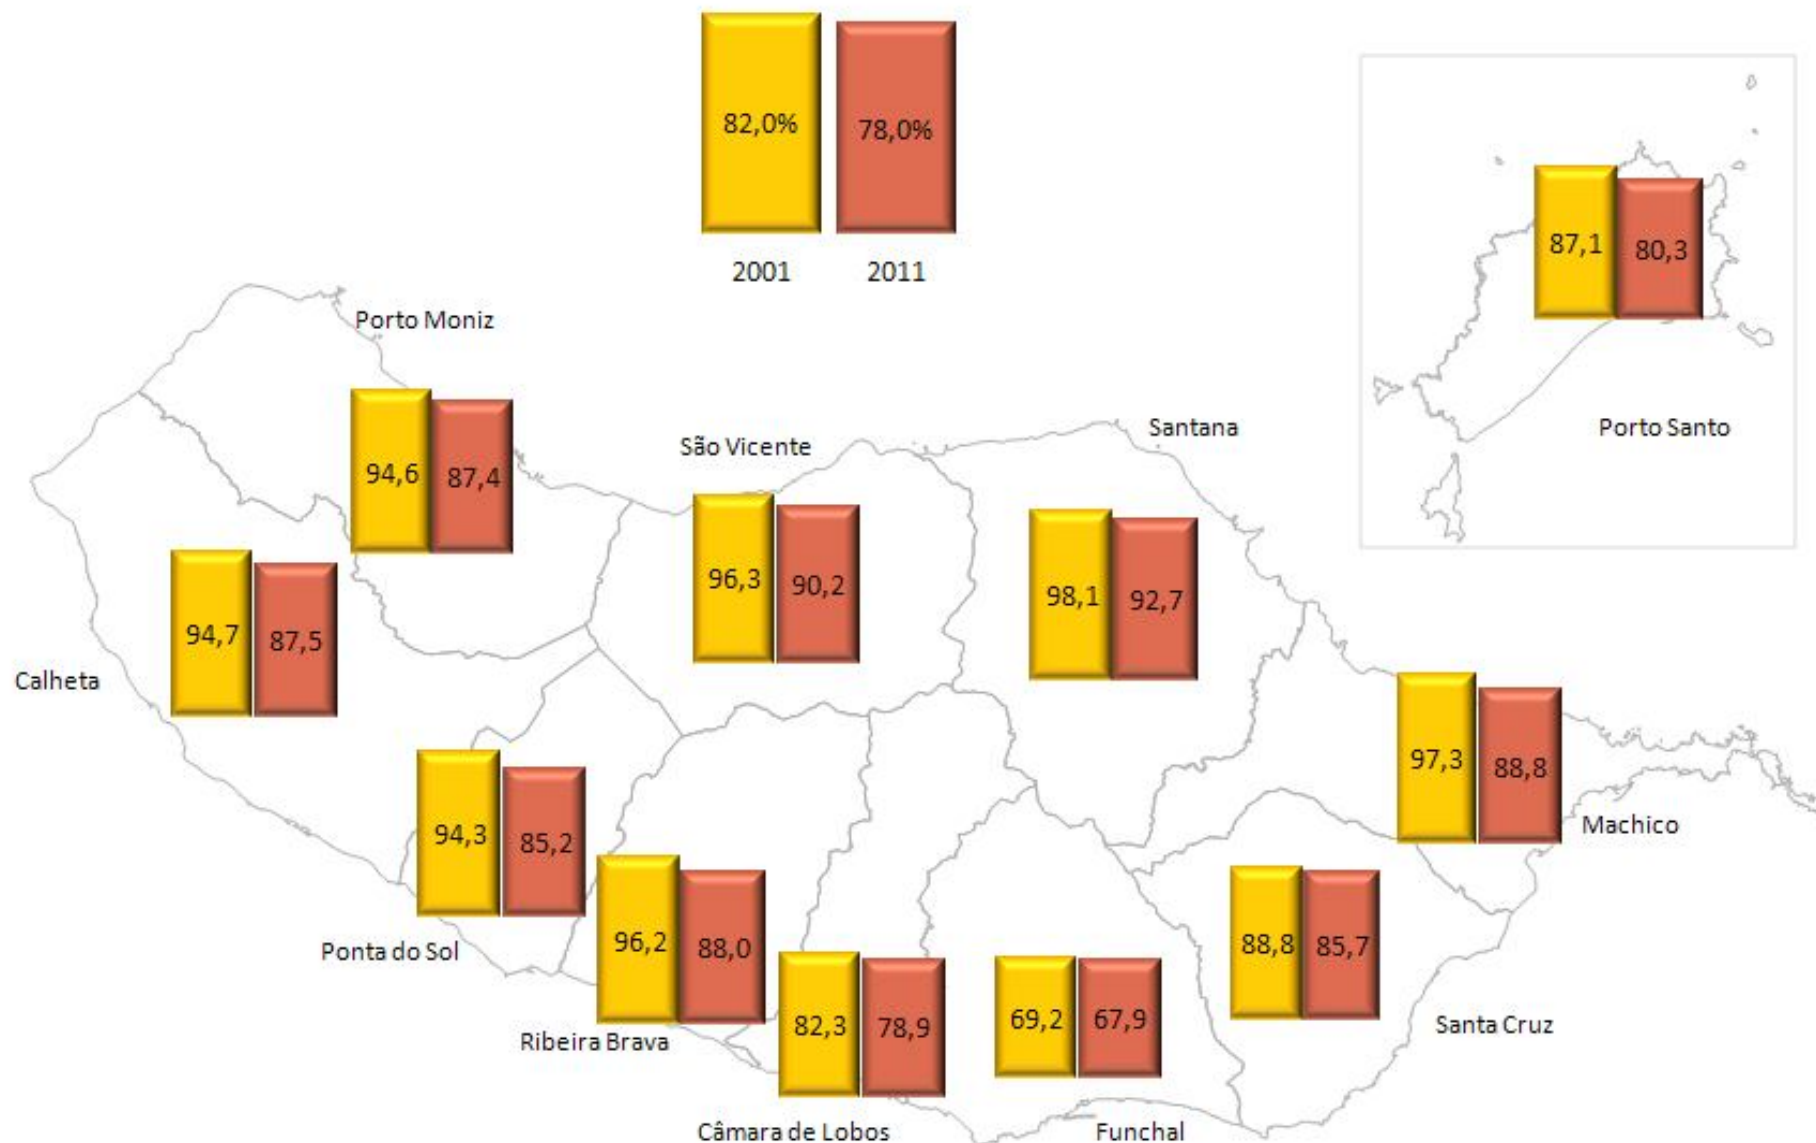 82,0%
78,0%
2001
2011
87,1
80,3
Porto Santo
Porto Moniz
94,6
87,4
São Vicente
96,3
90,2
Santana
98,1
92,7
94,7
87,5
Calheta
97,3
88,8
Machico
94,3
85,2
Ponta do Sol
96,2
88,0
Ribeira Brava
82,3
78,9
Câmara de Lobos
69,2
67,9
Funchal
88,8
85,7
Santa Cruz